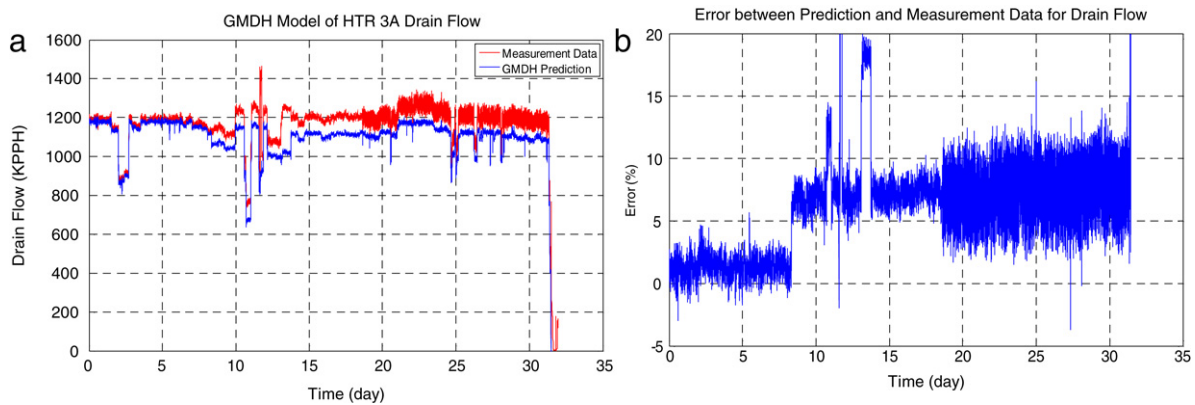 a
GMDH Model of HTR 3A Drain Flow
1600
1400
1200
1000
800
600
400
200
0
Drain Flow (KPPH)
Measurement Data
GMDH Prediction
0 5 10 15 20 25 30 35
Time (day)
b
Error between Prediction and Measurement Data for Drain Flow
20
15
10
5
0
-5
Error (%)
0 5 10 15 20 25 30 35
Time (day)